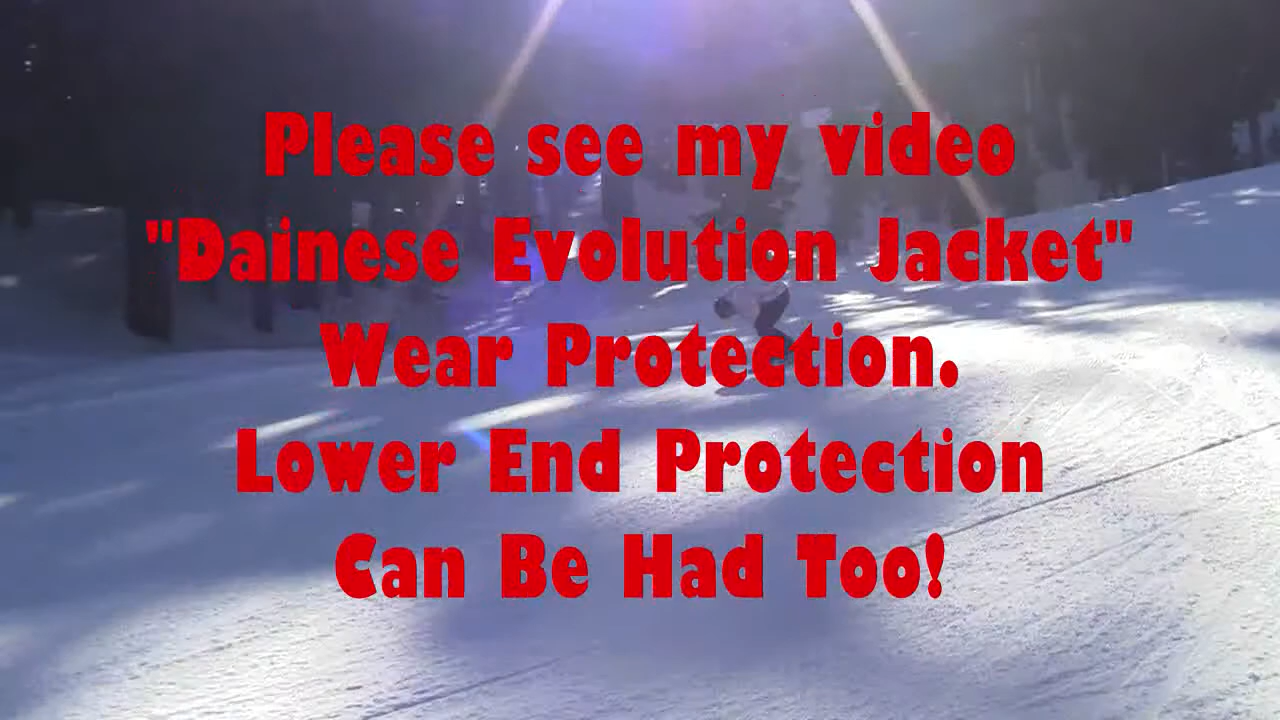 Please see my video
"Dainese Evolution Jacket"
Wear Protection.
Lower End Protection
Can Be Had Too!